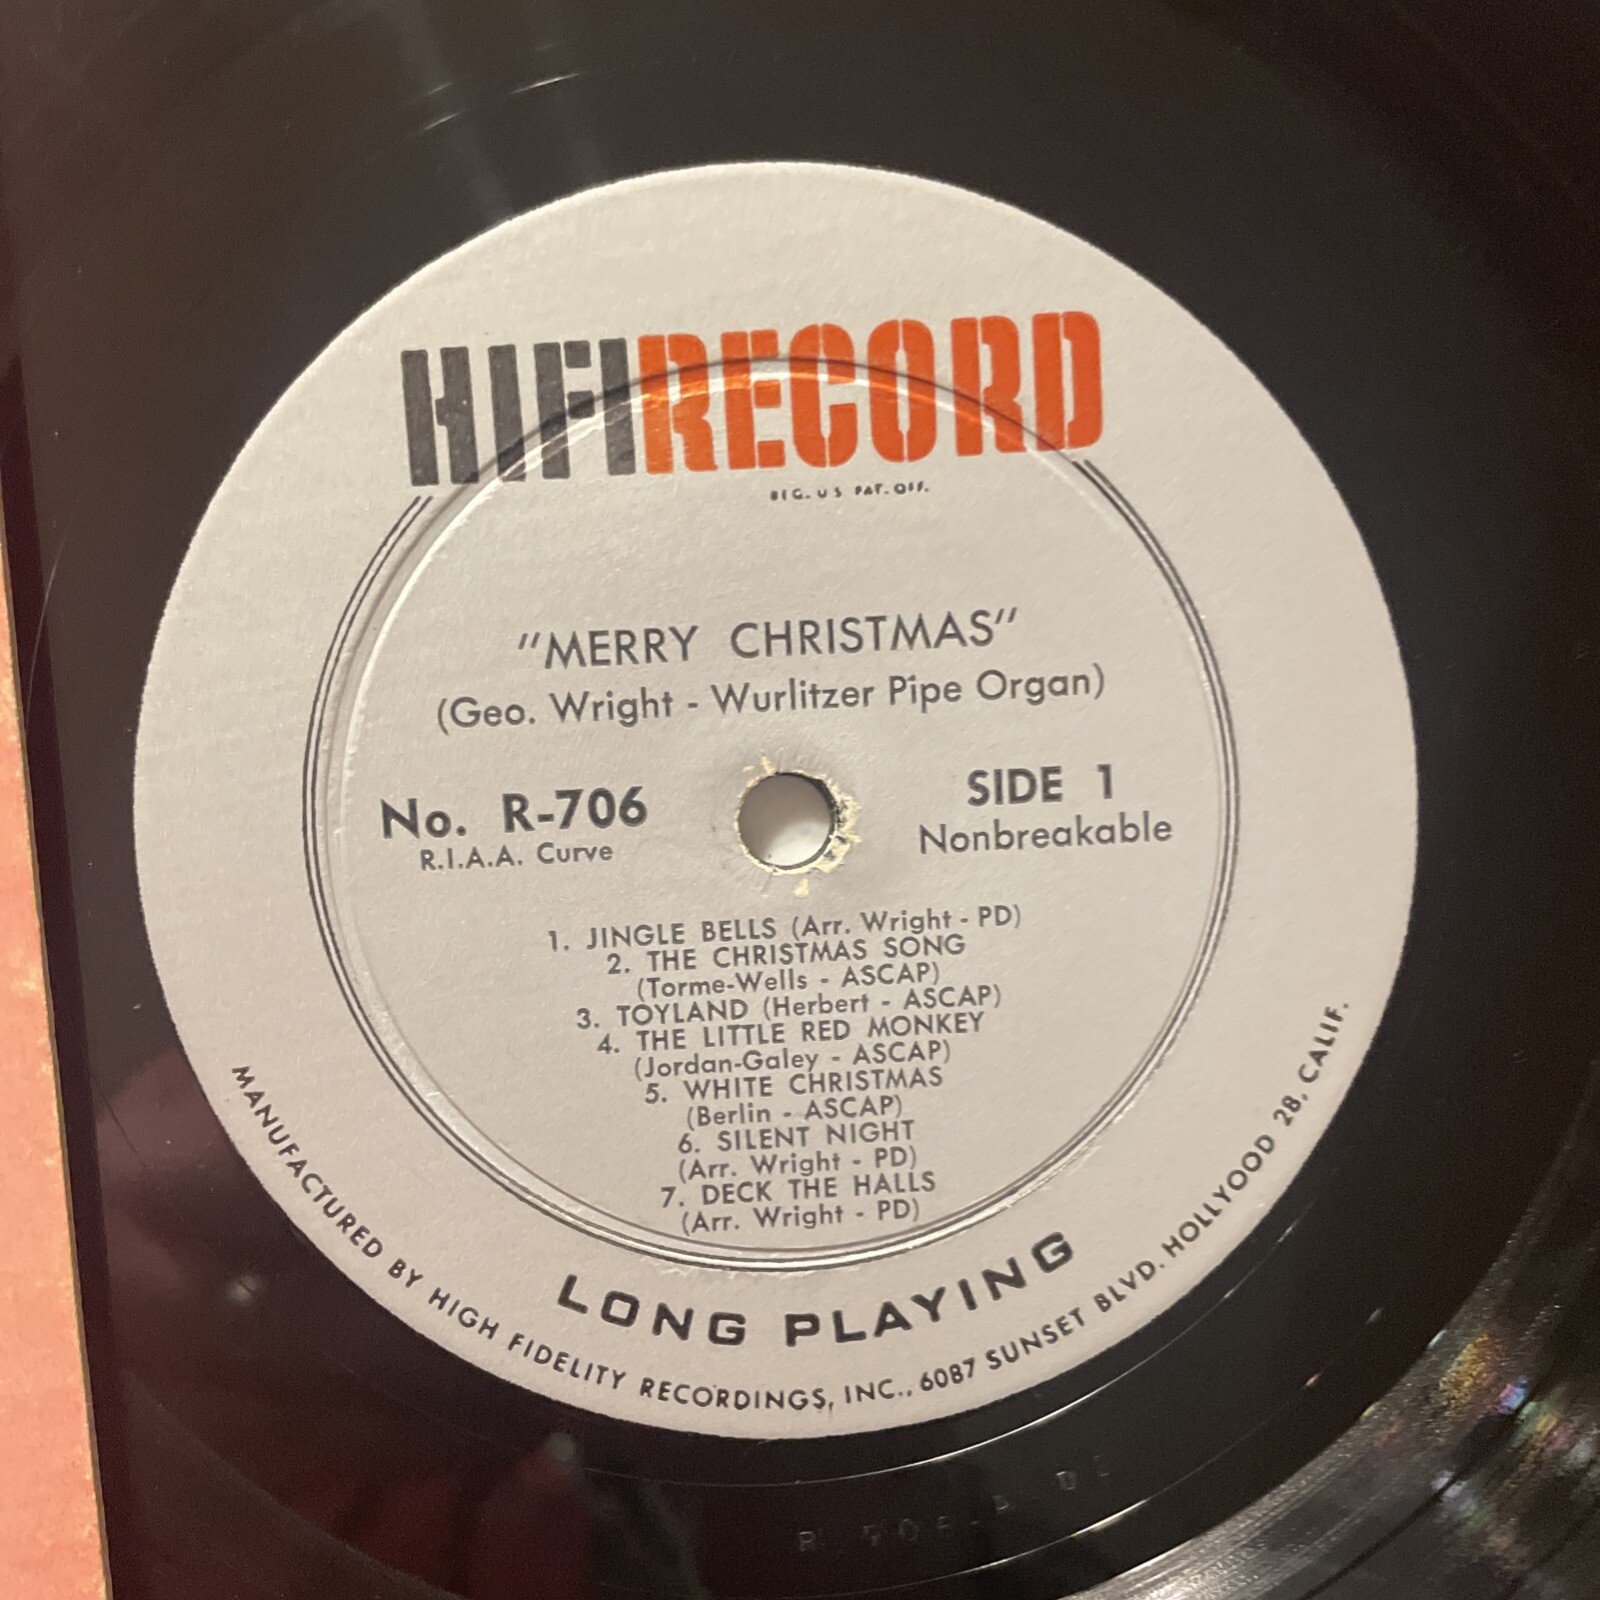 HIFIRECORD
REG. U S PAT. OFF.
"MERRY CHRISTMAS"
(Geo. Wright - Wurlitzer Pipe Organ)
No. R-706
R.I.A.A. Curve
SIDE 1
Nonbreakable
1. JINGLE BELLS (Arr. Wright - PD)
2. THE CHRISTMAS SONG
(Torme-Wells - ASCAP)
3. TOYLAND (Herbert - ASCAP)
4. THE LITTLE RED MONKEY
(Jordan-Galey - ASCAP)
5. WHITE CHRISTMAS
(Berlin - ASCAP)
6. SILENT NIGHT
(Arr. Wright - PD)
7. DECK THE HALLS
(Arr. Wright - PD)
LONG PLAYING
MANUFACTURED BY HIGH FIDELITY RECORDINGS, INC., 6087 SUNSET BLVD. HOLLYOOD 28, CALIF.